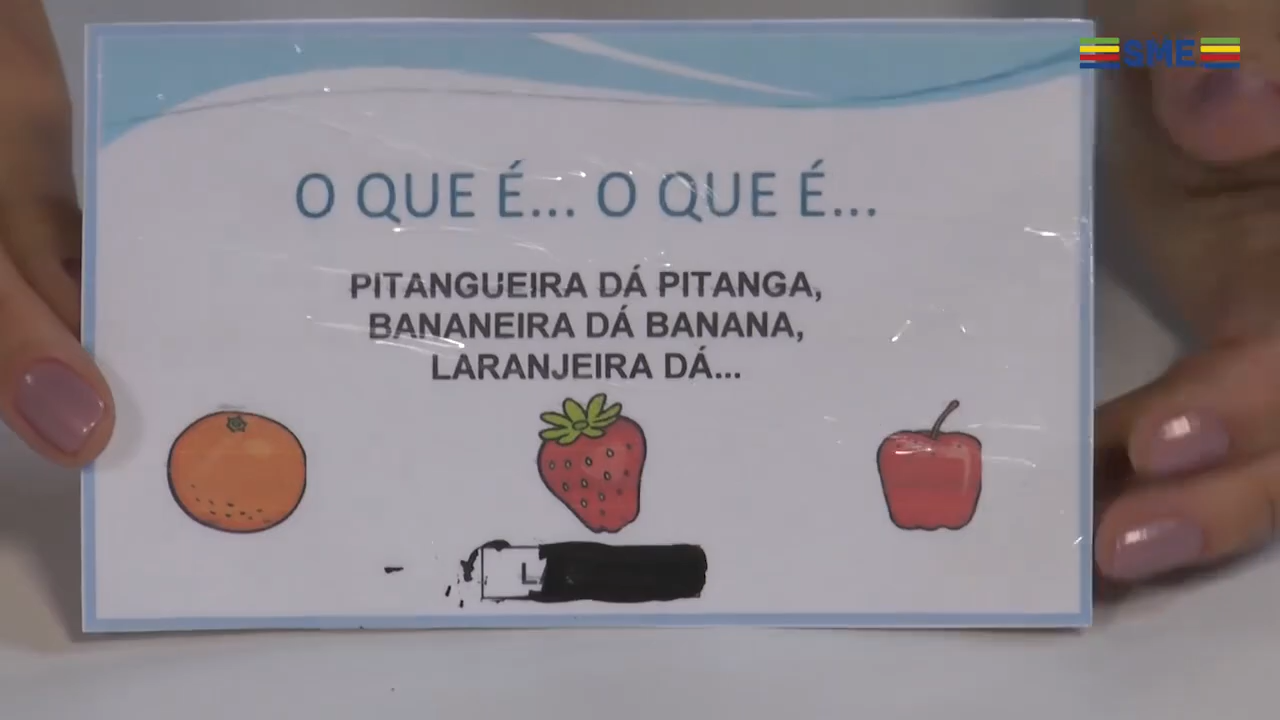 SME
O QUE É... O QUE É...
PITANGUEIRA DÁ PITANGA,
BANANEIRA DÁ BANANA,
LARANJEIRA DÁ...